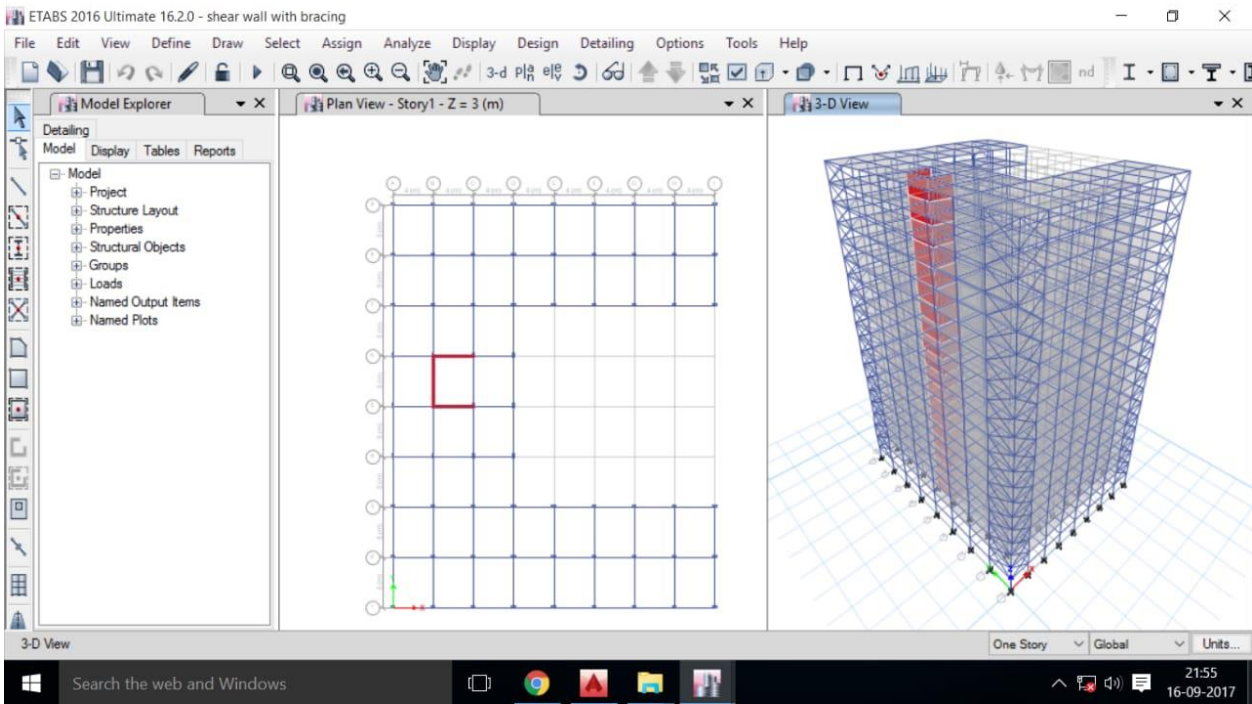 ETABS 2016 Ultimate 16.2.0 - shear wall with bracing
File Edit View Define Draw Select Assign Analyze Display Design Detailing Options Tools Help
3-d
nd
Model Explorer
Plan View - Story1 - Z = 3 (m)
3-D View
Detailing
Model Display Tables Reports
Model
Project
Structure Layout
Properties
Structural Objects
Groups
Loads
Named Output Items
Named Plots
3-D View
One Story
Global
Units...
Search the web and Windows
21:55
16-09-2017